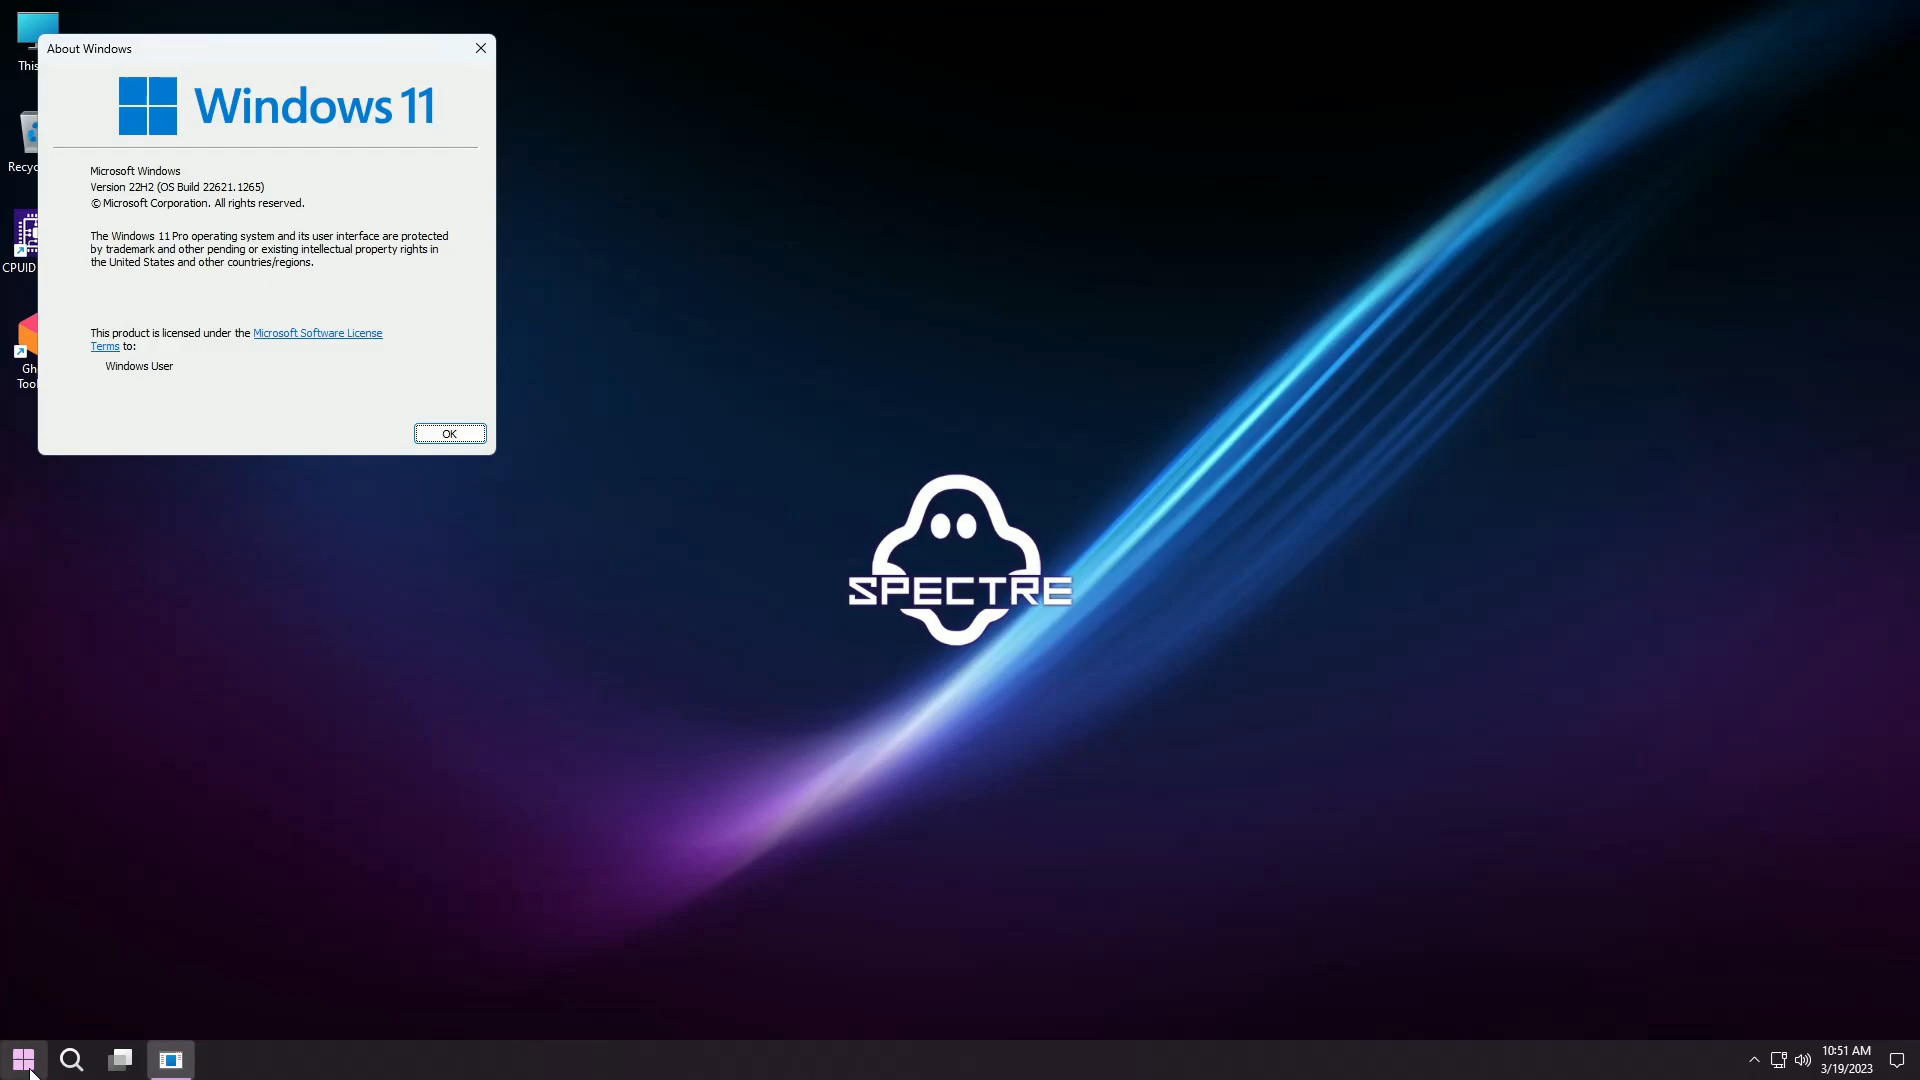 This
Recyc
CPUID
Gh
Tool
About Windows
Windows 11
Microsoft Windows
Version 22H2 (OS Build 22621.1265)
© Microsoft Corporation. All rights reserved.
The Windows 11 Pro operating system and its user interface are protected
by trademark and other pending or existing intellectual property rights in
the United States and other countries/regions.
This product is licensed under the Microsoft Software License
Terms to:
Windows User
OK
SPECTRE
10:51 AM
3/19/2023